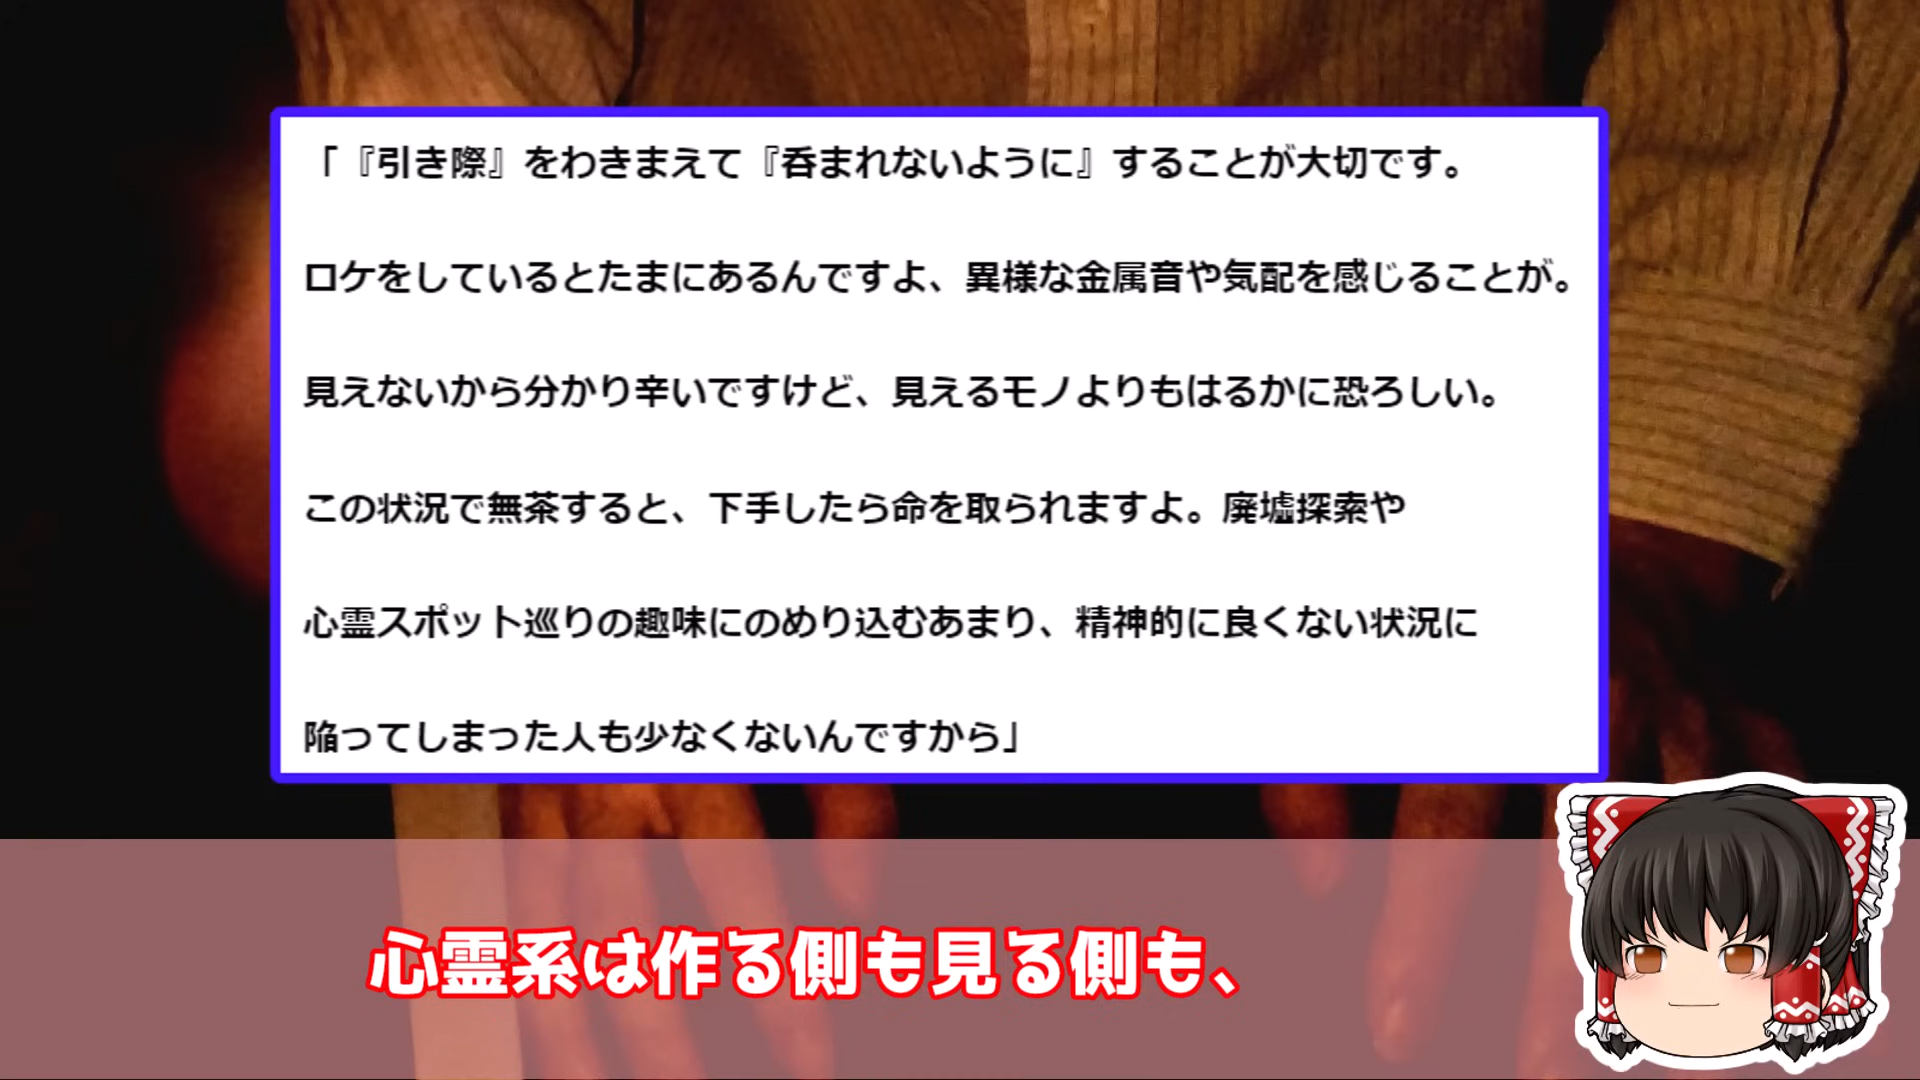 「『引き際』をわきまえて『呑まれないように』することが大切です。
ロケをしているとたまにあるんですよ、異様な金属音や気配を感じることが。
見えないから分かり辛いですけど、見えるモノよりもはるかに恐ろしい。
この状況で無茶すると、下手したら命を取られますよ。廃墟探索や
心霊スポット巡りの趣味にのめり込むあまり、精神的に良くない状況に
陥ってしまった人も少なくないんですから」
心霊系は作る側も見る側も、